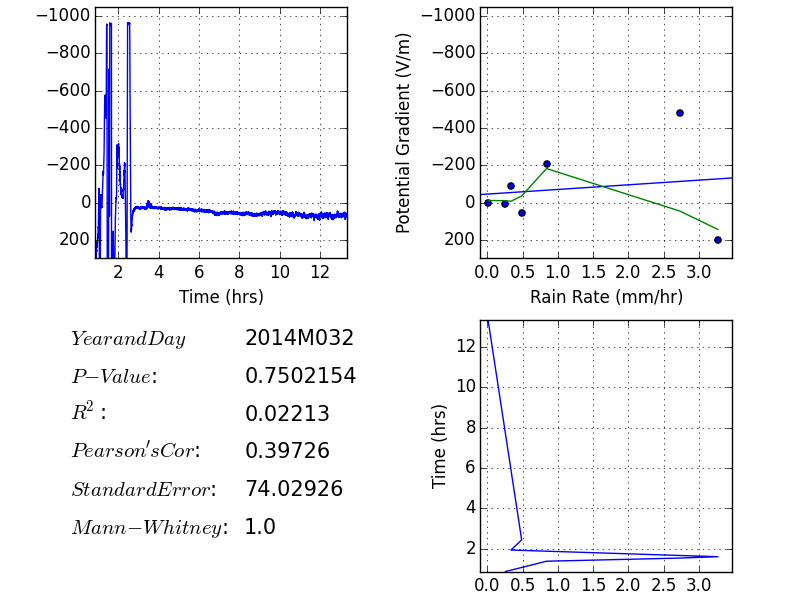 −1000
−800
−600
−400
−200
0
200
2 4 6 8 10 12
Time (hrs)
Potential Gradient (V/m)
−1000
−800
−600
−400
−200
0
200
0.0 0.5 1.0 1.5 2.0 2.5 3.0
Rain Rate (mm/hr)
YearandDay 2014M032
P−Value: 0.7502154
R²: 0.02213
Pearson'sCor: 0.39726
StandardError: 74.02926
Mann−Whitney: 1.0
Time (hrs)
12
10
8
6
4
2
0.0 0.5 1.0 1.5 2.0 2.5 3.0